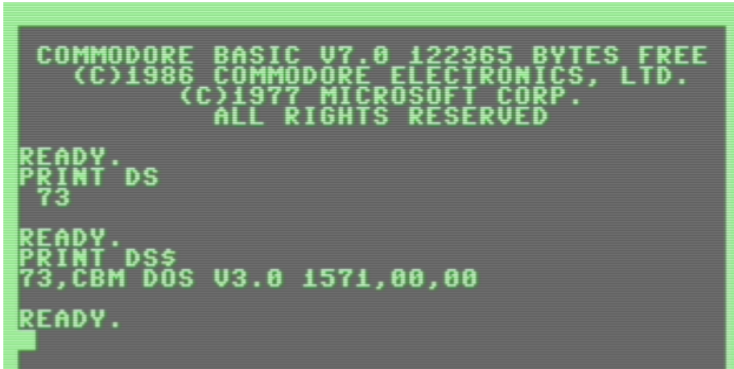 COMMODORE BASIC V7.0 122365 BYTES FREE
(C)1986 COMMODORE ELECTRONICS, LTD.
(C)1977 MICROSOFT CORP.
ALL RIGHTS RESERVED
READY.
PRINT DS
73
READY.
PRINT DS$
73,CBM DOS V3.0 1571,00,00
READY.